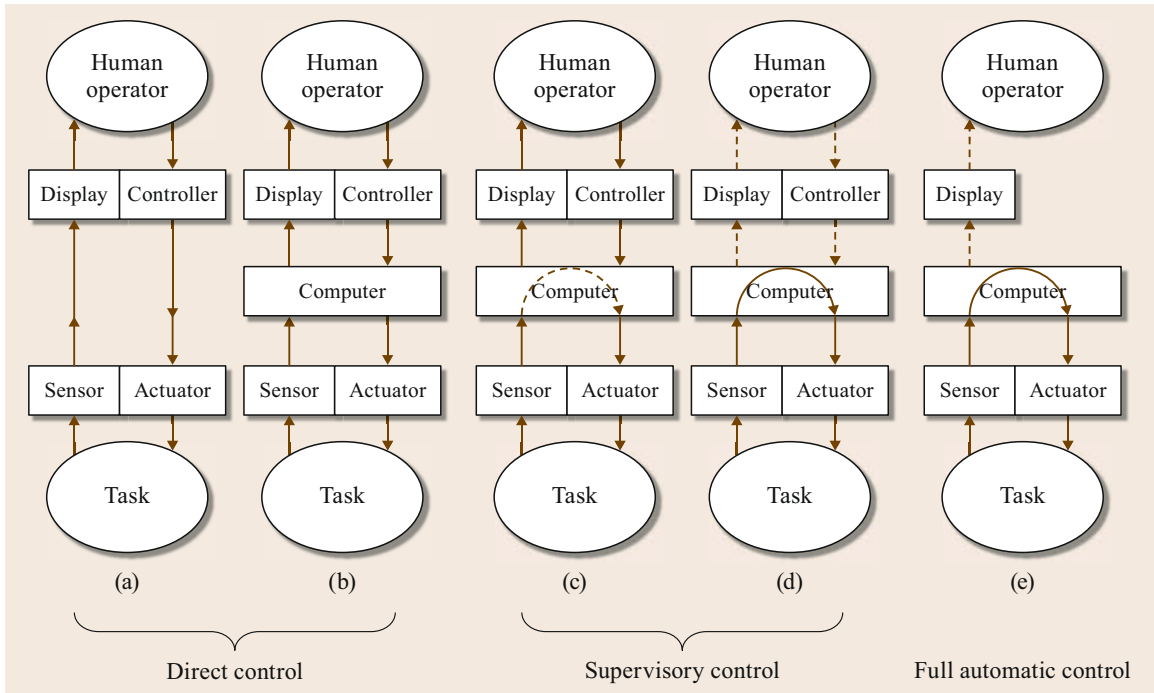 Human
operator
Human
operator
Human
operator
Human
operator
Human
operator
Display
Controller
Display
Controller
Display
Controller
Display
Controller
Display
Computer
Computer
Computer
Computer
Sensor
Actuator
Sensor
Actuator
Sensor
Actuator
Sensor
Actuator
Sensor
Actuator
Task
Task
Task
Task
Task
(a)
(b)
(c)
(d)
(e)
Direct control
Supervisory control
Full automatic control